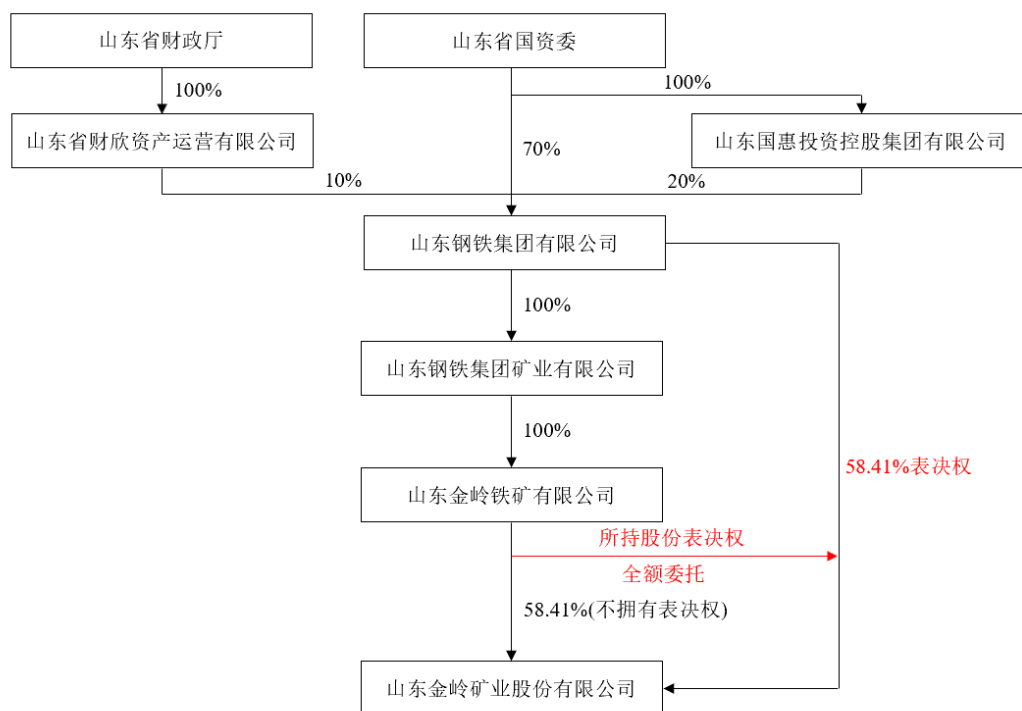 山东省财政厅
山东省国资委
100%
100%
山东省财欣资产运营有限公司
山东国惠投资控股集团有限公司
70%
10%
20%
山东钢铁集团有限公司
100%
山东钢铁集团矿业有限公司
100%
58.41%表决权
山东金岭铁矿有限公司
所持股份表决权
全额委托
58.41%(不拥有表决权)
山东金岭矿业股份有限公司